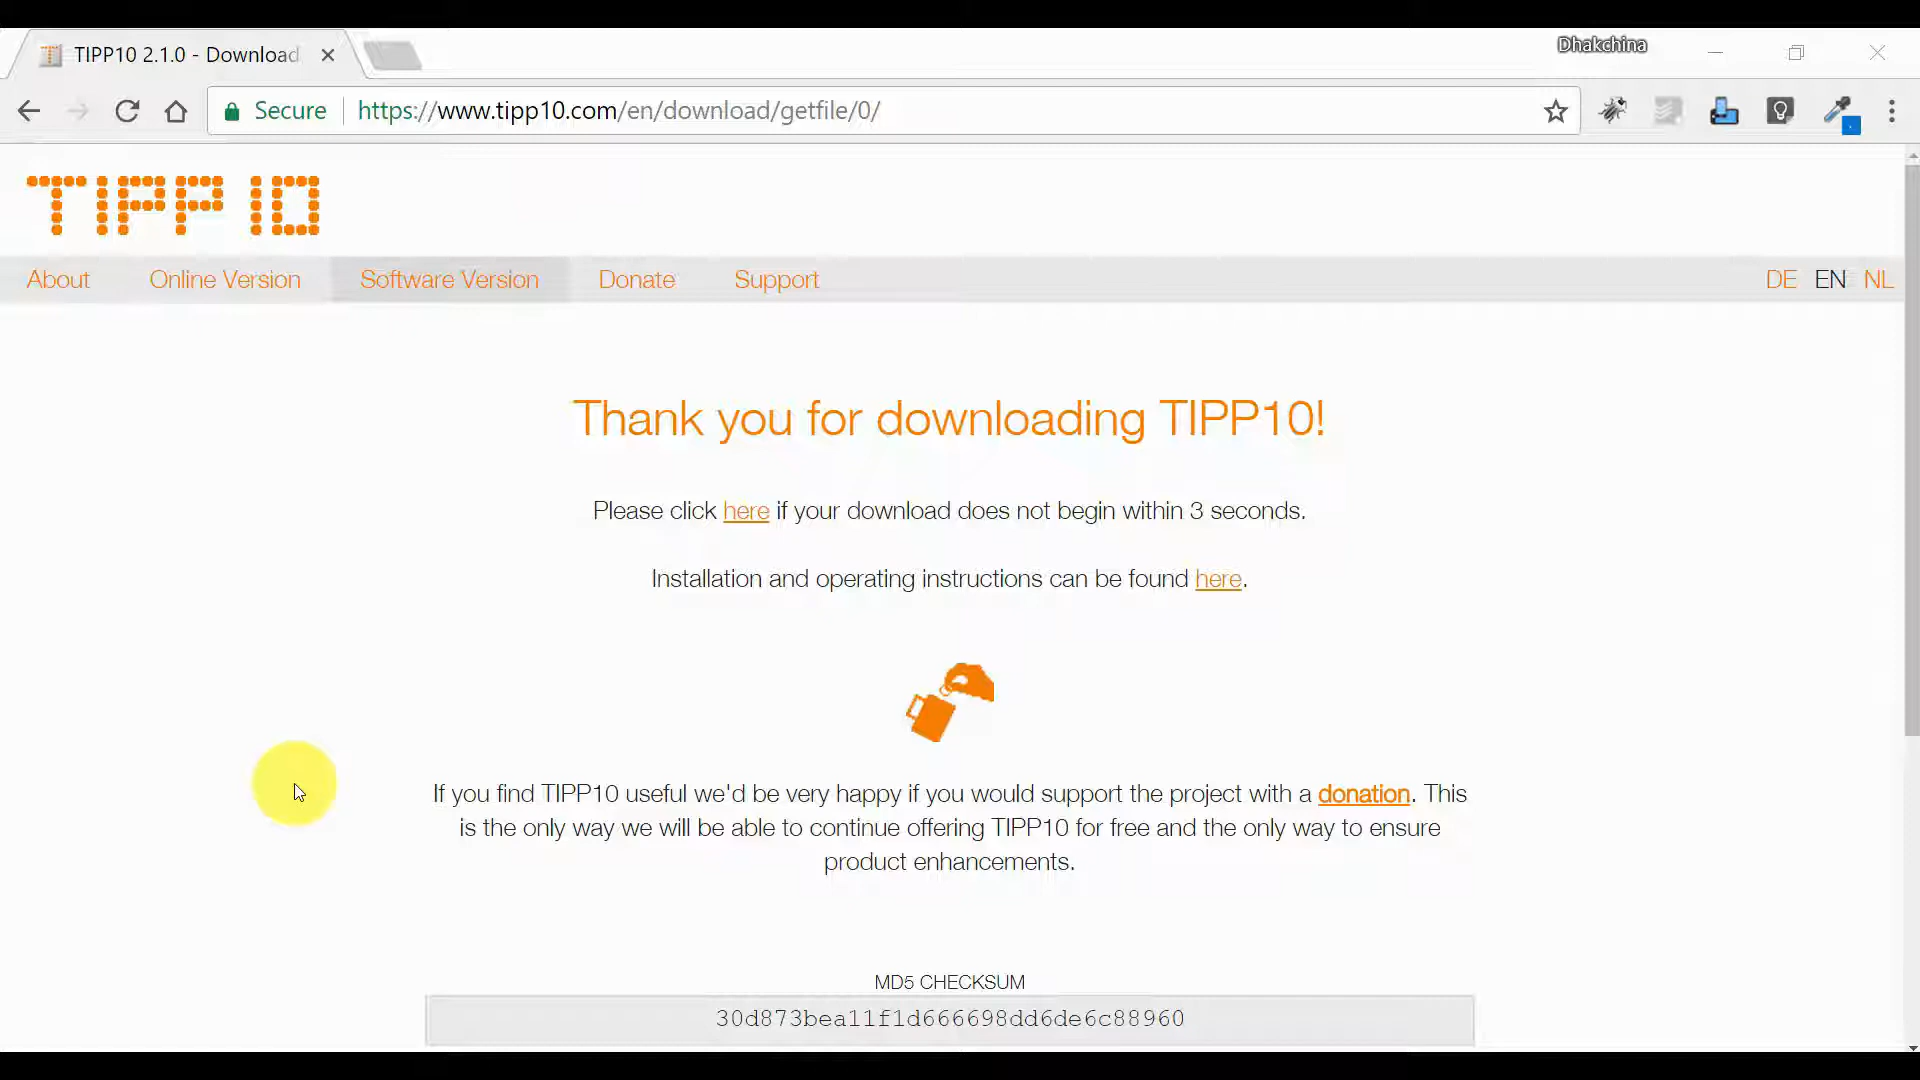 TIPP10 2.1.0 - Download
Dhakchina
Secure
https://www.tipp10.com/en/download/getfile/0/
TIPP 10
About Online Version Software Version Donate Support DE EN NL
Thank you for downloading TIPP10!
Please click here if your download does not begin within 3 seconds.
Installation and operating instructions can be found here.
If you find TIPP10 useful we'd be very happy if you would support the project with a donation. This
is the only way we will be able to continue offering TIPP10 for free and the only way to ensure
product enhancements.
MD5 CHECKSUM
30d873bea11f1d666698dd6de6c88960